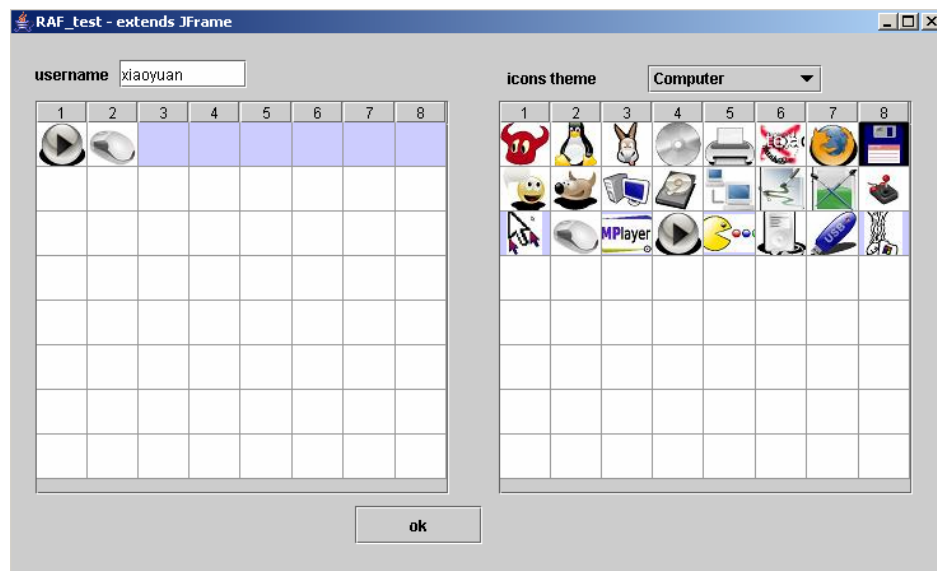 RAF_test - extends JFrame
username xiaoyuan
icons theme Computer
1 2 3 4 5 6 7 8
1 2 3 4 5 6 7 8
MPlayer
USB
ok